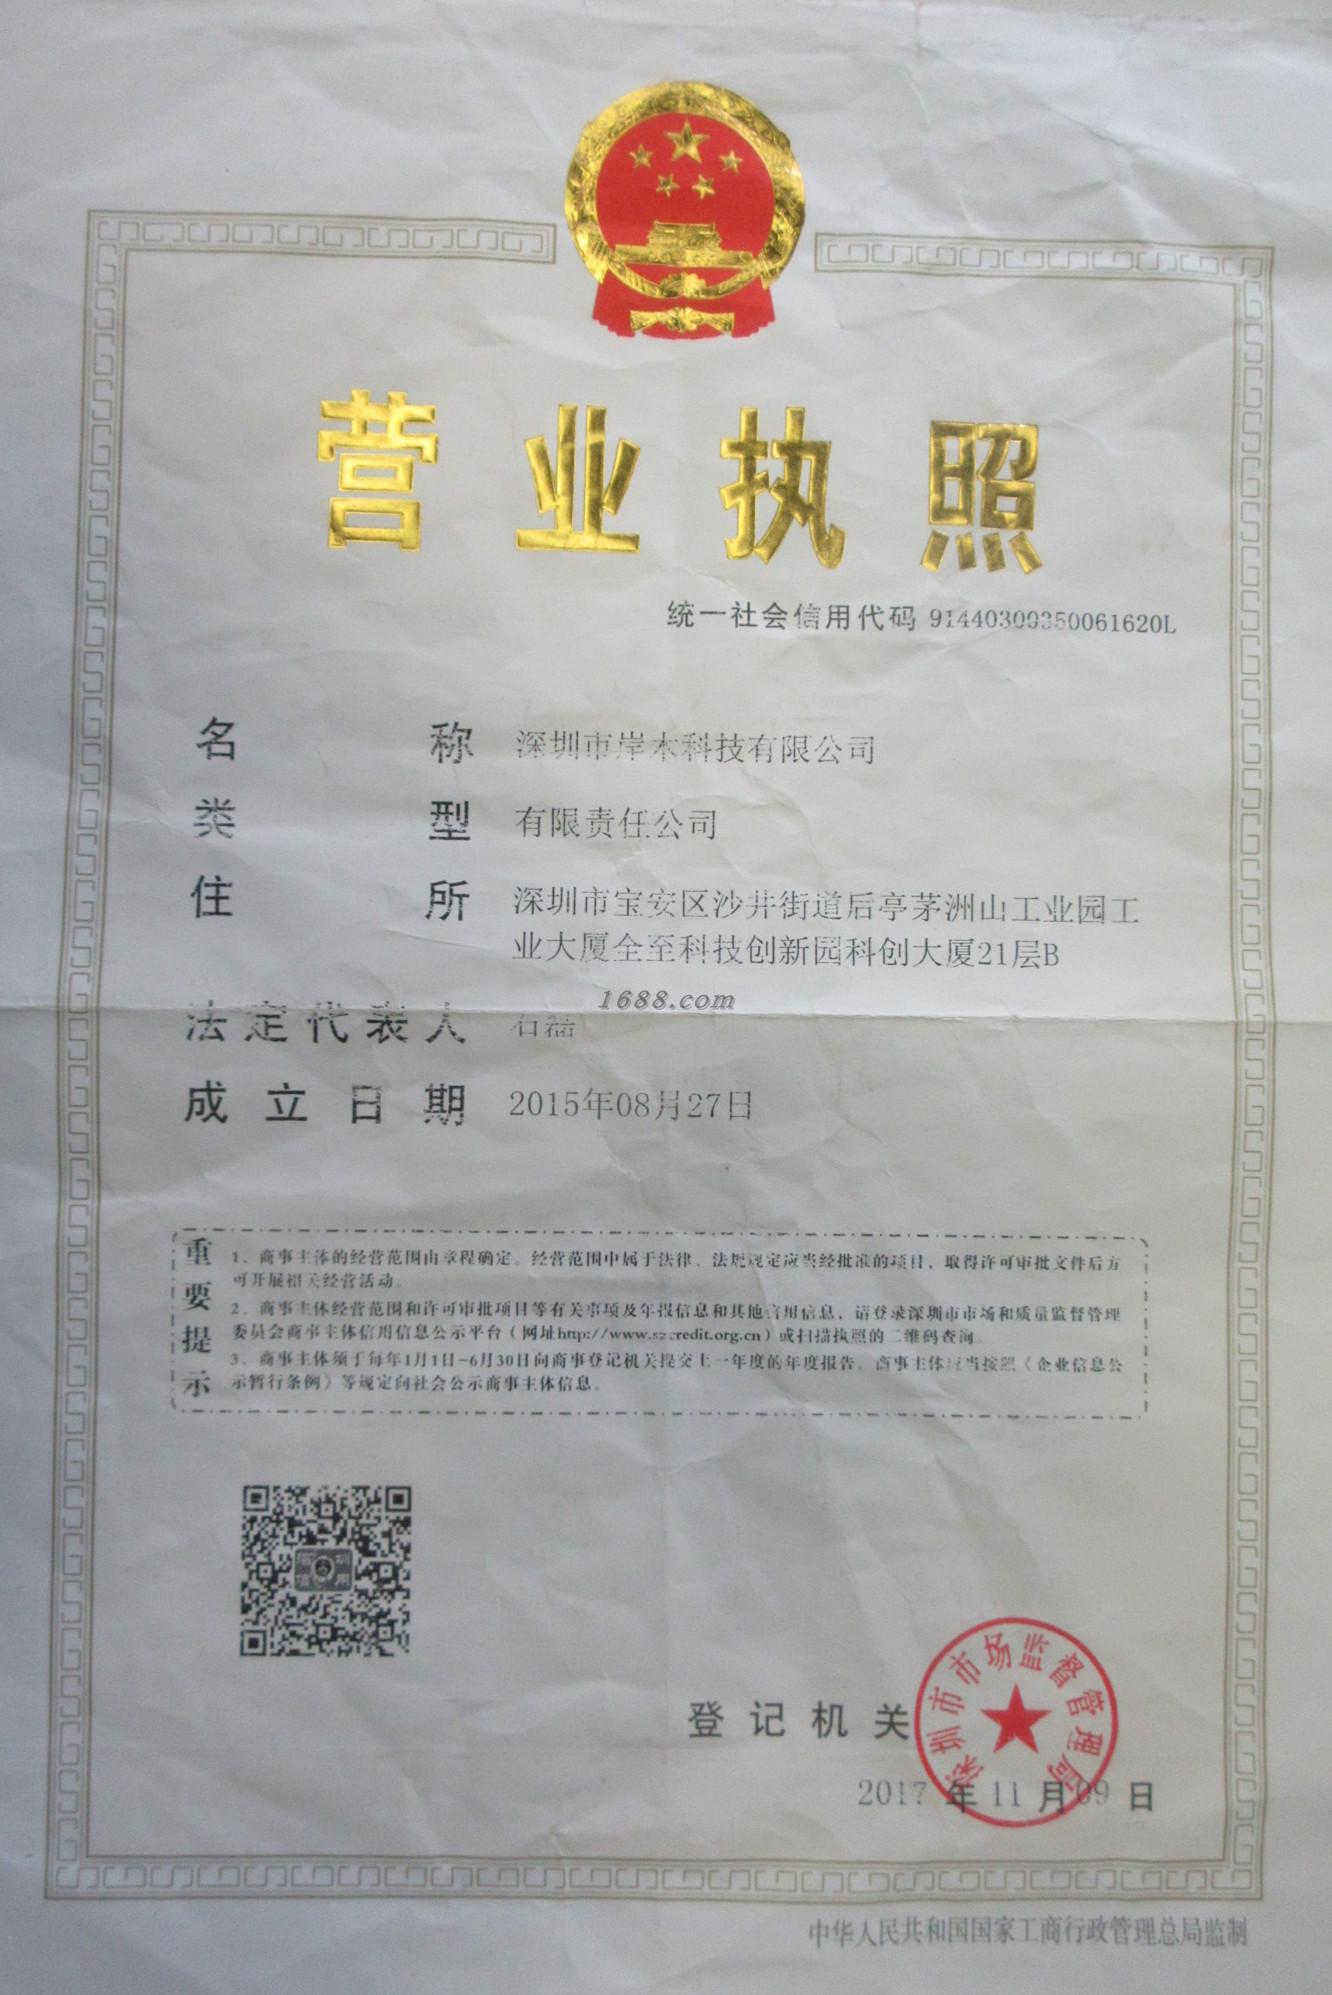 营业执照
统一社会信用代码 91440300350061620L
名称 深圳市岸木科技有限公司
类型 有限责任公司
住所 深圳市宝安区沙井街道后亭茅洲山工业园工
业大厦全至科技创新园科创大厦21层B
1688.com
法定代表人 石
成立日期 2015年08月27日
重要提示
1、商事主体的经营范围由章程确定。经营范围中属于法律、法规规定应当经批准的项目，取得许可审批文件后方
可开展相关经营活动。
2、商事主体经营范围和许可审批项目等有关事项及年报信息和其他信用信息，请登录深圳市市场和质量监督管理
委员会商事主体信用信息公示平台（网址http://www.szcredit.org.cn）或扫描执照的二维码查询。
3、商事主体须于每年1月1日-6月30日向商事登记机关提交上一年度的年度报告。商事主体应当按照《企业信息公
示暂行条例》等规定向社会公示商事主体信息。
深圳信用
登记机关
深圳市市场监督管理局
2017年11月09日
中华人民共和国国家工商行政管理总局监制